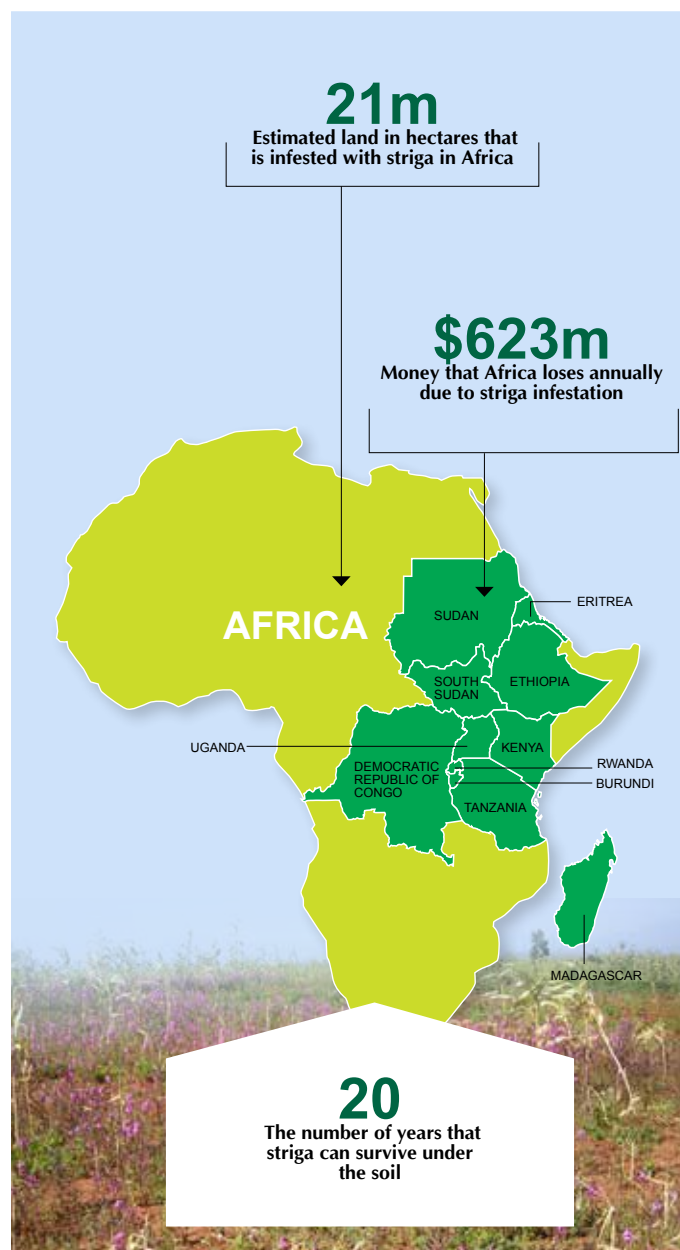 21m
Estimated land in hectares that
is infested with striga in Africa
$623m
Money that Africa loses annually
due to striga infestation
AFRICA
SUDAN
ERITREA
SOUTH
SUDAN
ETHIOPIA
UGANDA
KENYA
DEMOCRATIC
REPUBLIC OF
CONGO
RWANDA
BURUNDI
TANZANIA
MADAGASCAR
20
The number of years that
striga can survive under
the soil